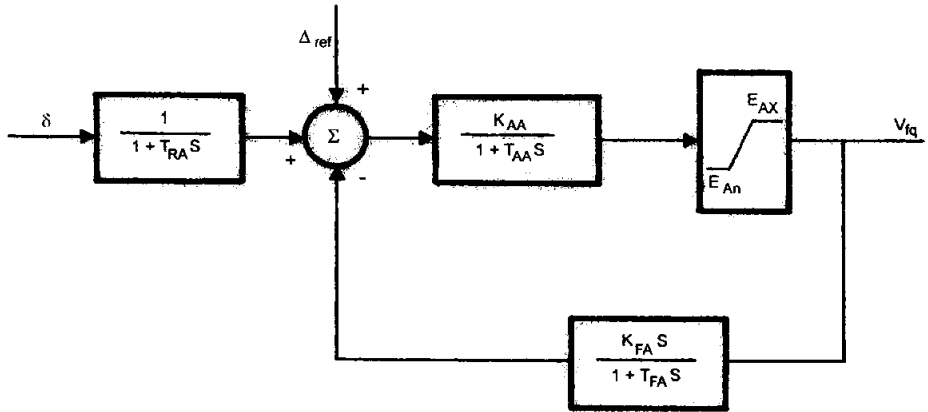 Δref
+
δ
1
1 + TRA S
+
Σ
-
KAA
1 + TAA S
EAX
EAn
Vfq
KFA S
1 + TFA S